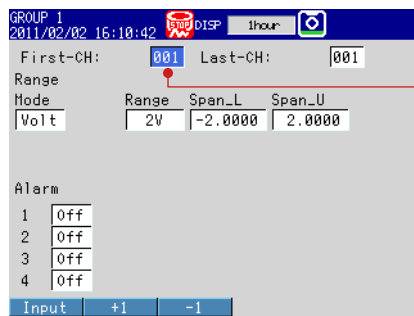 GROUP 1
2011/02/02 16:10:42 STOP DISP 1hour
First-CH: 001 Last-CH: 001
Range
Mode Range Span_L Span_U
Volt 2V -2.0000 2.0000
Alarm
1 Off
2 Off
3 Off
4 Off
Input +1 -1